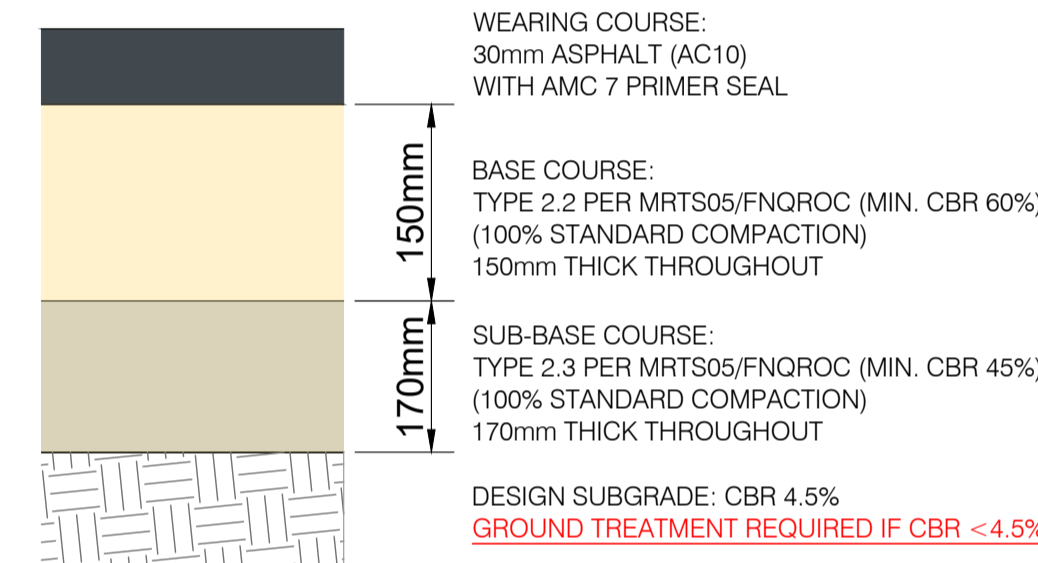 WEARING COURSE:
30mm ASPHALT (AC10)
WITH AMC 7 PRIMER SEAL
150mm
BASE COURSE:
TYPE 2.2 PER MRTS05/FNQROC (MIN. CBR 60%)
(100% STANDARD COMPACTION)
150mm THICK THROUGHOUT
170mm
SUB-BASE COURSE:
TYPE 2.3 PER MRTS05/FNQROC (MIN. CBR 45%)
(100% STANDARD COMPACTION)
170mm THICK THROUGHOUT
DESIGN SUBGRADE: CBR 4.5%
GROUND TREATMENT REQUIRED IF CBR <4.5%